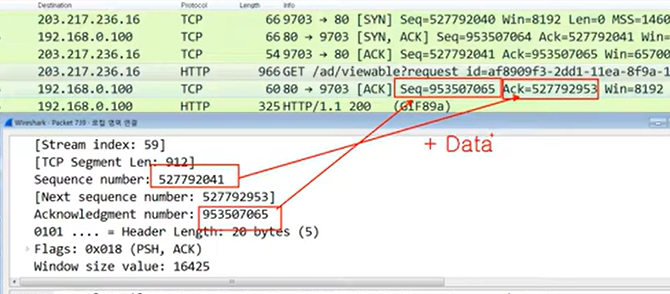 Destination Protocol Length Info
203.217.236.16 TCP 66 9703 → 80 [SYN] Seq=527792040 Win=8192 Len=0 MSS=1460
192.168.0.100 TCP 66 80 → 9703 [SYN, ACK] Seq=953507064 Ack=527792041 Win=
203.217.236.16 TCP 54 9703 → 80 [ACK] Seq=527792041 Ack=953507065 Win=65700
203.217.236.16 HTTP 966 GET /ad/viewable?request_id=af8909f3-2dd1-11ea-8f9a-1
192.168.0.100 TCP 60 80 → 9703 [ACK] Seq=953507065 Ack=527792953 Win=8192
192.168.0.100 HTTP 325 HTTP/1.1 200 (GIF89a)
Wireshark · Packet 730 · 로컬 영역 연결
+ Data
[Stream index: 59]
[TCP Segment Len: 912]
Sequence number: 527792041
[Next sequence number: 527792953]
Acknowledgment number: 953507065
0101 .... = Header Length: 20 bytes (5)
Flags: 0x018 (PSH, ACK)
Window size value: 16425